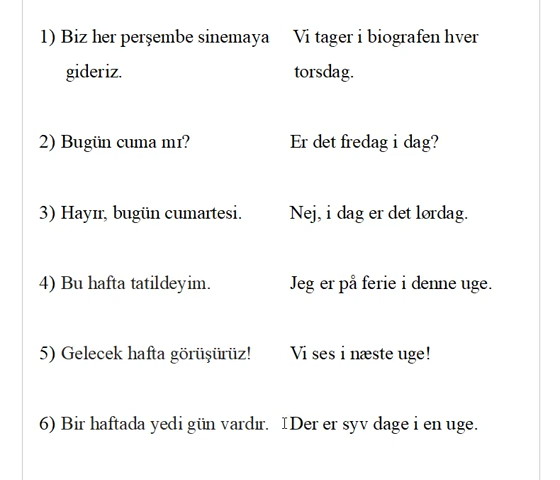 1) Biz her perşembe sinemaya Vi tager i biografen hver
gideriz. torsdag.
2) Bugün cuma mı? Er det fredag i dag?
3) Hayır, bugün cumartesi. Nej, i dag er det lørdag.
4) Bu hafta tatildeyim. Jeg er på ferie i denne uge.
5) Gelecek hafta görüşürüz! Vi ses i næste uge!
6) Bir haftada yedi gün vardır. Der er syv dage i en uge.